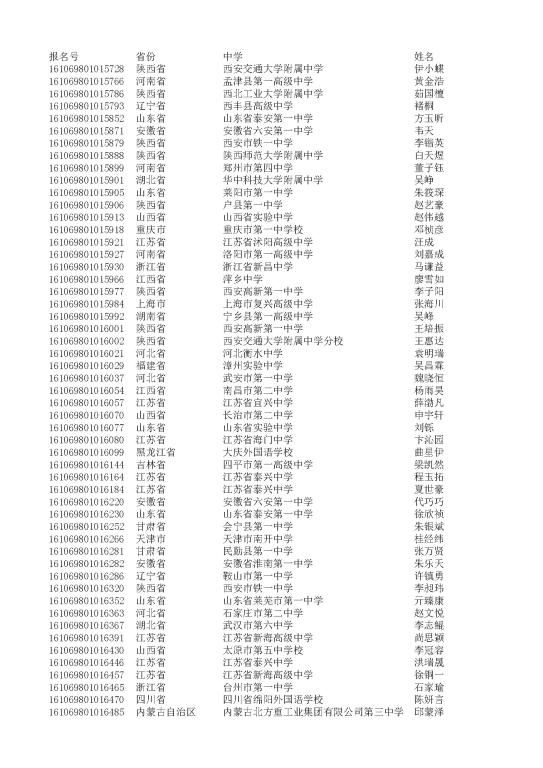 报名号 省份 中学 姓名
161069801015728 陕西省 西安交通大学附属中学 伊小蝶
161069801015766 河南省 孟津县第一高级中学 黄金浩
161069801015786 陕西省 西北工业大学附属中学 茹国檀
161069801015793 辽宁省 西丰县高级中学 褚桐
161069801015852 山东省 山东省泰安第一中学 方玉昕
161069801015871 安徽省 安徽省六安第一中学 韦天
161069801015879 陕西省 西安市铁一中学 李锴英
161069801015888 陕西省 陕西师范大学附属中学 白天煜
161069801015899 河南省 郑州市第四中学 董子钰
161069801015901 湖北省 华中科技大学附属中学 吴峥
161069801015905 山东省 莱阳市第一中学 朱筱琛
161069801015906 陕西省 户县第一中学 赵艺豪
161069801015913 山西省 山西省实验中学 赵伟越
161069801015918 重庆市 重庆市第一中学校 邓桢彦
161069801015921 江苏省 江苏省沭阳高级中学 汪成
161069801015927 河南省 洛阳市第一高级中学 刘嘉成
161069801015930 浙江省 浙江省新昌中学 马谦益
161069801015966 江西省 萍乡中学 廖雪如
161069801015977 陕西省 西安高新第一中学 李子阳
161069801015984 上海市 上海市复兴高级中学 张海川
161069801015992 湖南省 宁乡县第一高级中学 吴峰
161069801016001 陕西省 西安高新第一中学 王培振
161069801016002 陕西省 西安交通大学附属中学分校 王惠达
161069801016021 河北省 河北衡水中学 袁明瑞
161069801016029 福建省 漳州实验中学 吴昌霖
161069801016037 河北省 武安市第一中学 魏晓恒
161069801016054 江西省 南昌市第二中学 杨雨昊
161069801016057 江苏省 江苏省宜兴中学 薛渤凡
161069801016070 山西省 长治市第二中学 申宇轩
161069801016077 山东省 山东省实验中学 刘铄
161069801016080 江苏省 江苏省海门中学 卞沁园
161069801016099 黑龙江省 大庆外国语学校 曲星伊
161069801016144 吉林省 四平市第一高级中学 梁凯然
161069801016164 江苏省 江苏省泰兴中学 程玉拓
161069801016184 江苏省 江苏省泰兴中学 夏世豪
161069801016220 安徽省 安徽省六安第一中学 代巧巧
161069801016230 山东省 山东省泰安第一中学 徐欣祯
161069801016252 甘肃省 会宁县第一中学 朱银斌
161069801016266 天津市 天津市南开中学 桂经纬
161069801016281 甘肃省 民勤县第一中学 张万贤
161069801016282 安徽省 安徽省淮南第一中学 朱乐天
161069801016286 辽宁省 鞍山市第一中学 许镇勇
161069801016320 陕西省 西安市铁一中学 李昶玮
161069801016352 山东省 山东省莱芜市第一中学 亓臻康
161069801016363 河北省 石家庄市第二中学 赵文悦
161069801016367 湖北省 武汉市第六中学 李志鲲
161069801016391 江苏省 江苏省新海高级中学 尚思颖
161069801016430 山西省 太原市第五中学校 李冠容
161069801016446 江苏省 江苏省泰兴中学 洪瑞晟
161069801016457 江苏省 江苏省新海高级中学 徐铜一
161069801016465 浙江省 台州市第一中学 石家瑜
161069801016470 四川省 四川省绵阳外国语学校 陈妍言
161069801016485 内蒙古自治区 内蒙古北方重工业集团有限公司第三中学 邱蒙泽